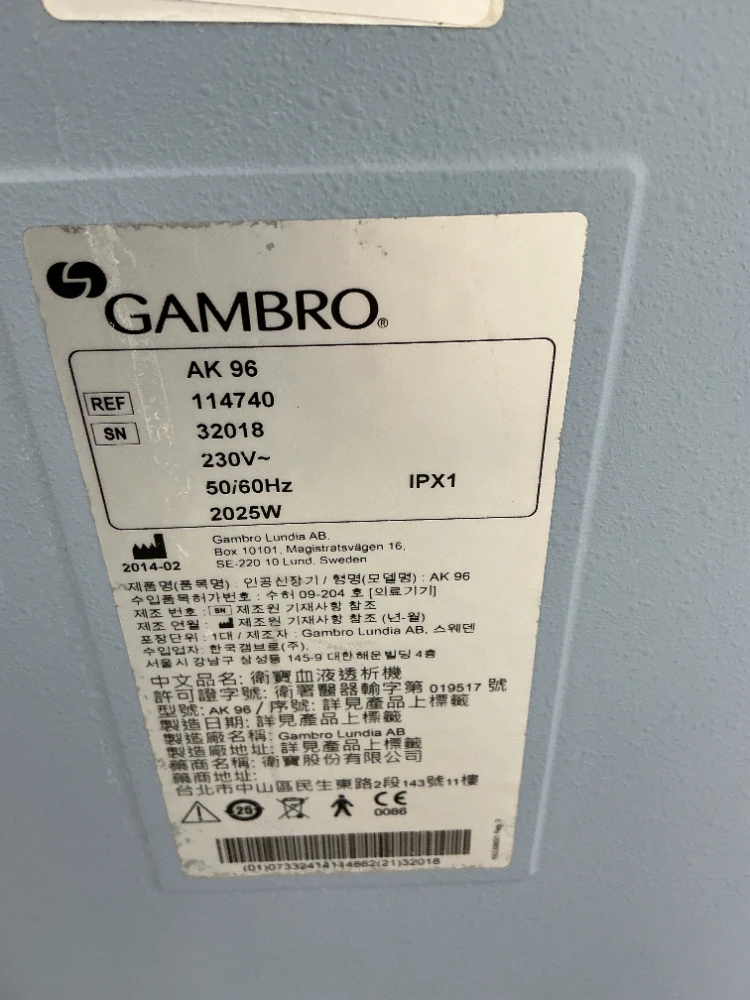 GAMBRO®
AK 96
REF 114740
SN 32018
230V~
50/60Hz IPX1
2025W
2014-02
Gambro Lundia AB.
Box 10101, Magistratsvägen 16,
SE-220 10 Lund, Sweden
제품명(품목명) : 인공신장기 / 형명(모델명) : AK 96
수입품목허가번호 : 수허 09-204 호 [의료기기]
제조 번호 : SN 제조원 기재사항 참조
제조 연월 : 제조원 기재사항 참조 (년-월)
포장단위 : 1대 / 제조자 : Gambro Lundia AB, 스웨덴
수입업자: 한국갬브로(주).
서울시 강남구 삼성동 145-9 대한해운빌딩 4층
中文品名: 衛寶血液透析機
許可證字號: 衛署醫器輸字第 019517 號
型號: AK 96 / 序號: 詳見產品上標籤
製造日期: 詳見產品上標籤
製造廠名稱: Gambro Lundia AB
製造廠地址: 詳見產品上標籤
藥商名稱: 衛寶股份有限公司
藥商地址:
台北市中山區民生東路2段143號11樓
25 CE
0086
(01)07332414114862(21)32018